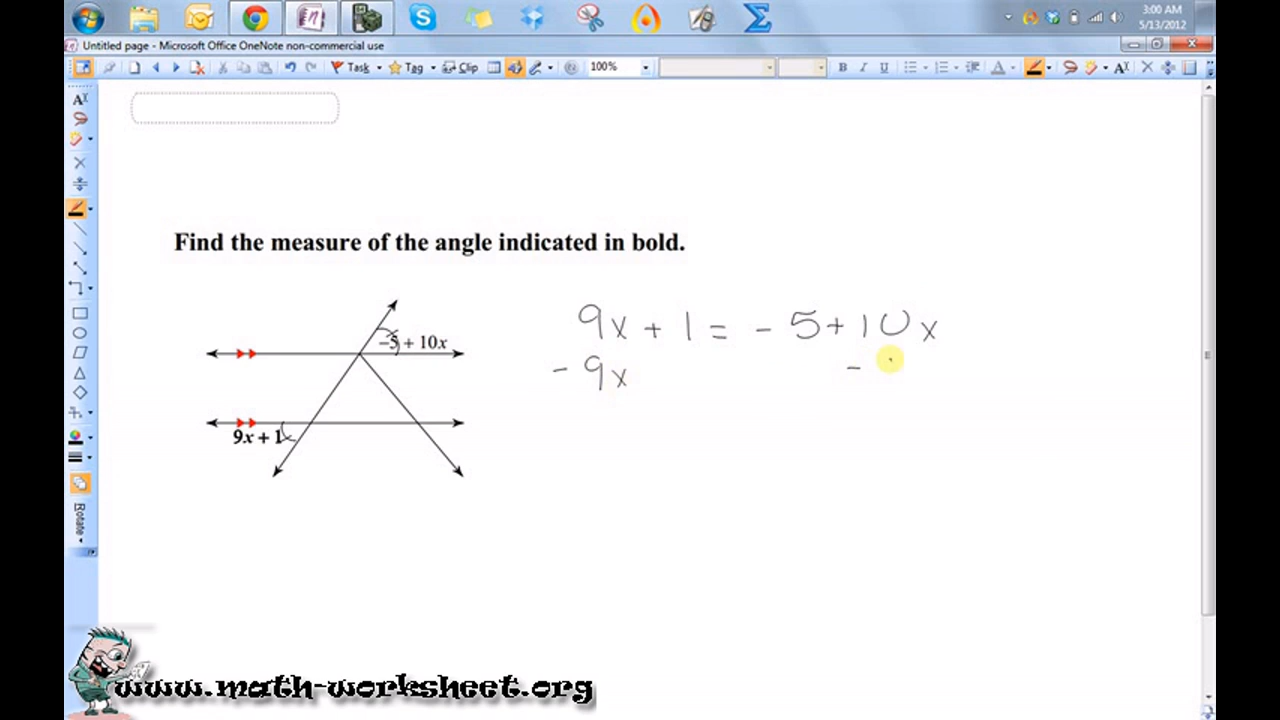 3:00 AM
5/13/2012
Untitled page - Microsoft Office OneNote non-commercial use
Task Tag Clip 100% B I U A
Find the measure of the angle indicated in bold.
-5 + 10x
9x + 1
9x + 1 = - 5 + 10x
- 9x -
Rotate
www.math-worksheet.org